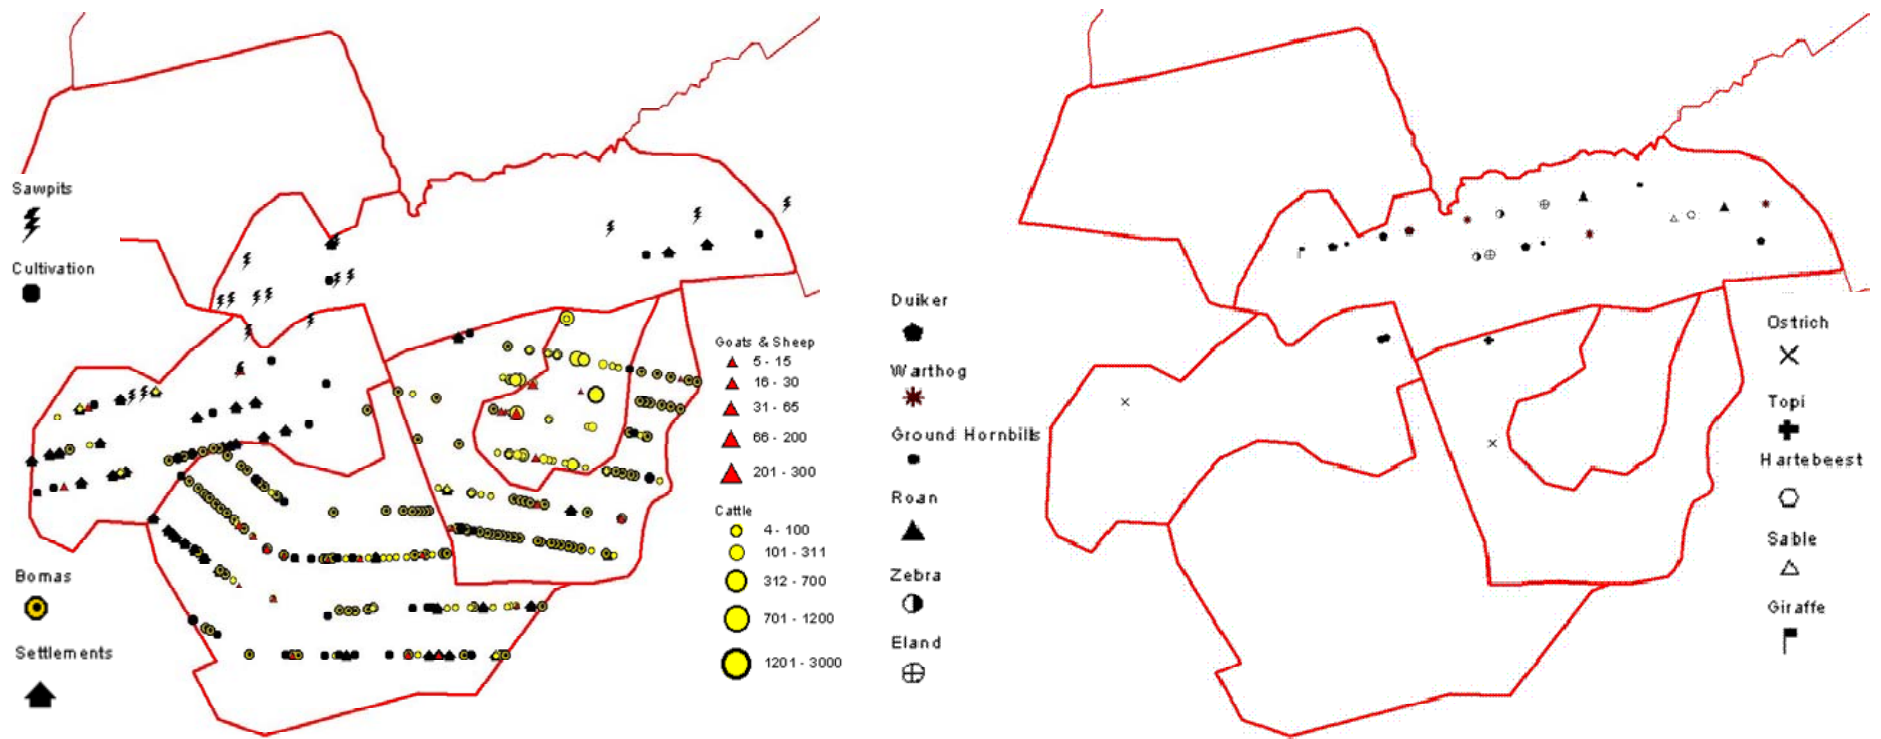 Sawpits
Cultivation
Goats & Sheep
5 - 15
16 - 30
31 - 65
66 - 200
201 - 300
Cattle
4 - 100
101 - 311
312 - 700
701 - 1200
1201 - 3000
Bomas
Settlements
Duiker
Warthog
Ground Hornbills
Roan
Zebra
Eland
Ostrich
Topi
Hartebeest
Sable
Giraffe